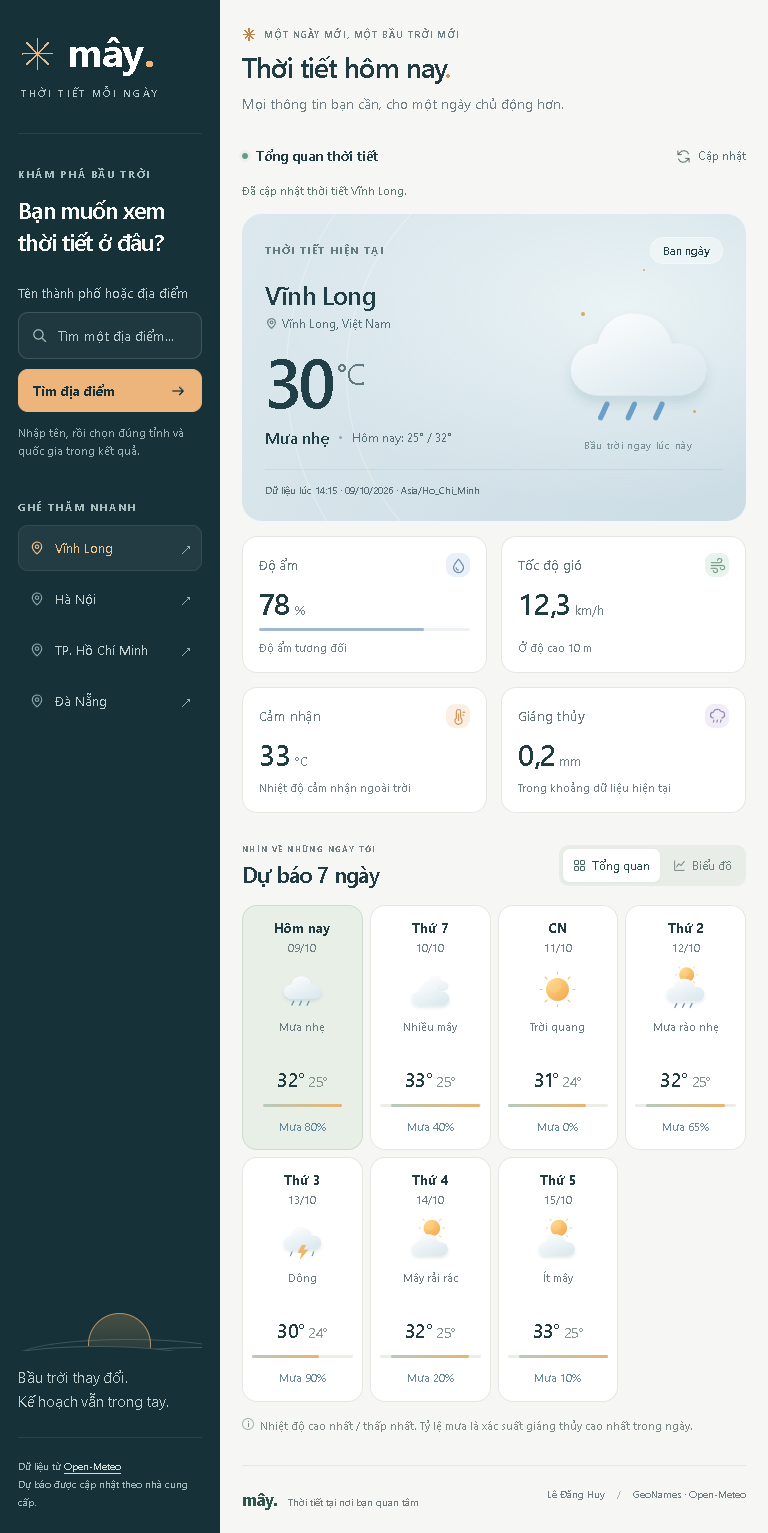 mây.
THỜI TIẾT MỖI NGÀY
KHÁM PHÁ BẦU TRỜI
Bạn muốn xem
thời tiết ở đâu?
Tên thành phố hoặc địa điểm
Tìm một địa điểm...
Tìm địa điểm →
Nhập tên, rồi chọn đúng tỉnh và
quốc gia trong kết quả.
GHÉ THĂM NHANH
Vĩnh Long ↗
Hà Nội ↗
TP. Hồ Chí Minh ↗
Đà Nẵng ↗
Bầu trời thay đổi.
Kế hoạch vẫn trong tay.
Dữ liệu từ Open-Meteo
Dự báo được cập nhật theo nhà cung
cấp.
MỘT NGÀY MỚI, MỘT BẦU TRỜI MỚI
Thời tiết hôm nay.
Mọi thông tin bạn cần, cho một ngày chủ động hơn.
Tổng quan thời tiết
Cập nhật
Đã cập nhật thời tiết Vĩnh Long.
THỜI TIẾT HIỆN TẠI
Ban ngày
Vĩnh Long
Vĩnh Long, Việt Nam
30°C
Mưa nhẹ • Hôm nay: 25° / 32°
Bầu trời ngay lúc này
Dữ liệu lúc 14:15 · 09/10/2026 · Asia/Ho_Chi_Minh
Độ ẩm
78 %
Độ ẩm tương đối
Tốc độ gió
12,3 km/h
Ở độ cao 10 m
Cảm nhận
33 °C
Nhiệt độ cảm nhận ngoài trời
Giáng thủy
0,2 mm
Trong khoảng dữ liệu hiện tại
NHÌN VỀ NHỮNG NGÀY TỚI
Dự báo 7 ngày
Tổng quan
Biểu đồ
Hôm nay
09/10
Mưa nhẹ
32° 25°
Mưa 80%
Thứ 7
10/10
Nhiều mây
33° 25°
Mưa 40%
CN
11/10
Trời quang
31° 24°
Mưa 0%
Thứ 2
12/10
Mưa rào nhẹ
32° 25°
Mưa 65%
Thứ 3
13/10
Dông
30° 24°
Mưa 90%
Thứ 4
14/10
Mây rải rác
32° 25°
Mưa 20%
Thứ 5
15/10
Ít mây
33° 25°
Mưa 10%
Nhiệt độ cao nhất / thấp nhất. Tỷ lệ mưa là xác suất giáng thủy cao nhất trong ngày.
mây. Thời tiết tại nơi bạn quan tâm
Lê Đăng Huy / GeoNames · Open-Meteo